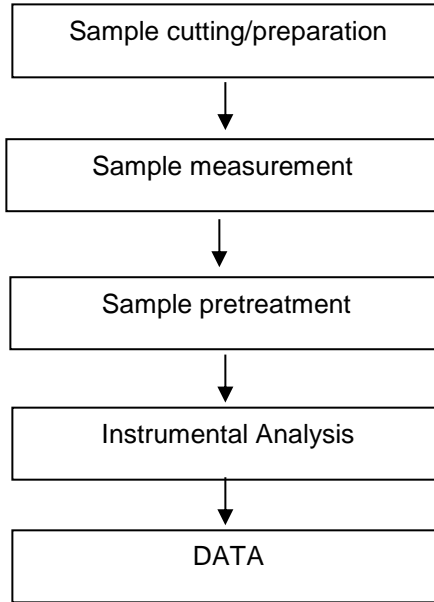 Sample cutting/preparation
Sample measurement
Sample pretreatment
Instrumental Analysis
DATA